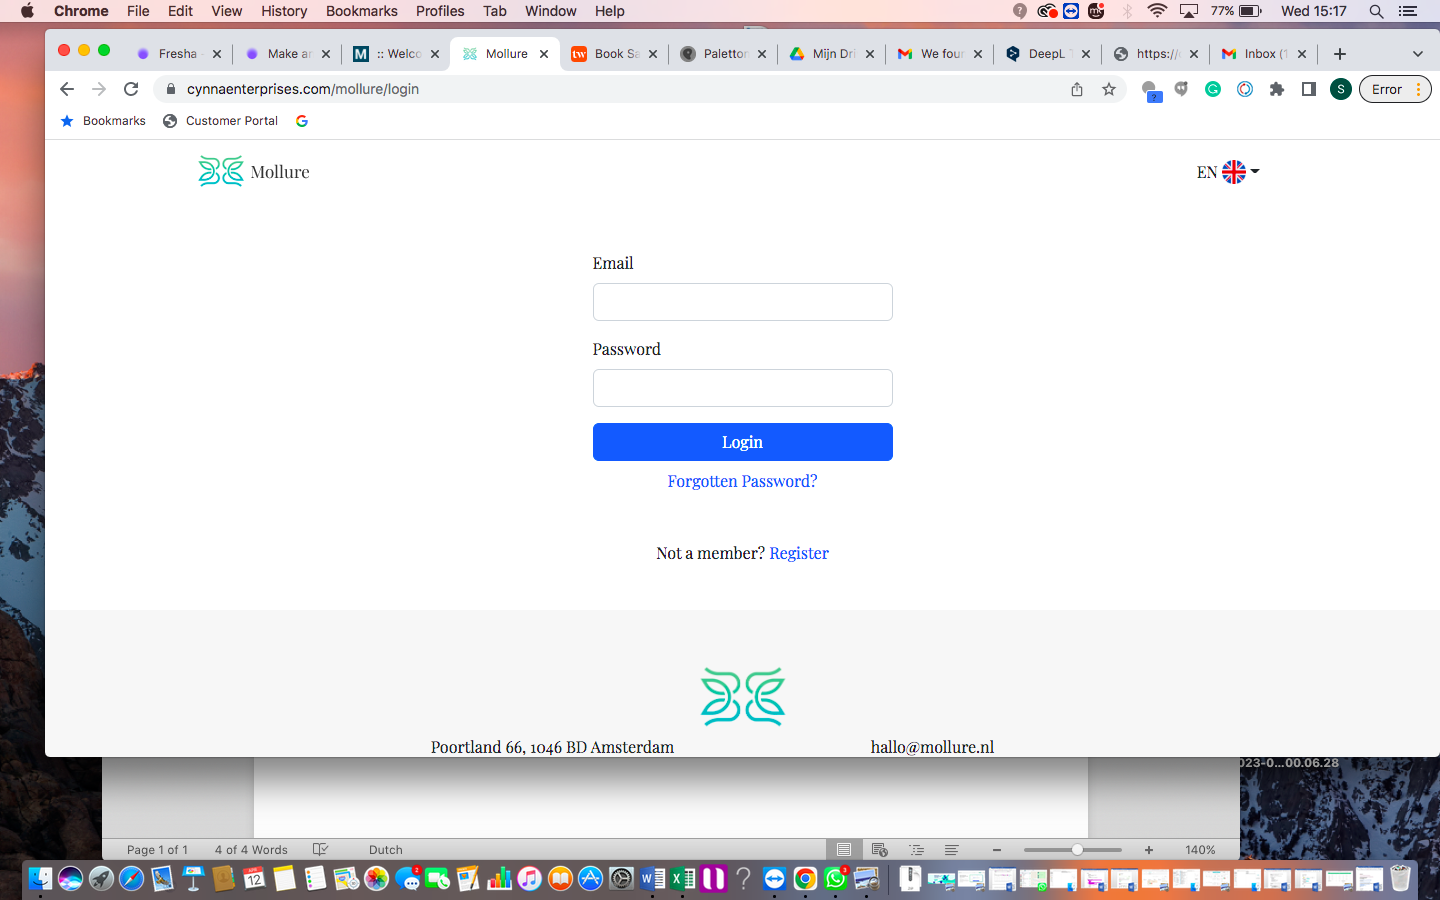 Chrome File Edit View History Bookmarks Profiles Tab Window Help 77% Wed 15:17
Fresha Make ar :: Welco Mollure Book Sa Paletton Mijn Dri We four DeepL T https:// Inbox (1
cynnaenterprises.com/mollure/login S Error
Bookmarks Customer Portal
Mollure EN
Email
Password
Login
Forgotten Password?
Not a member? Register
Poortland 66, 1046 BD Amsterdam hallo@mollure.nl
023-0...00.06.28
Page 1 of 1 4 of 4 Words Dutch 140%